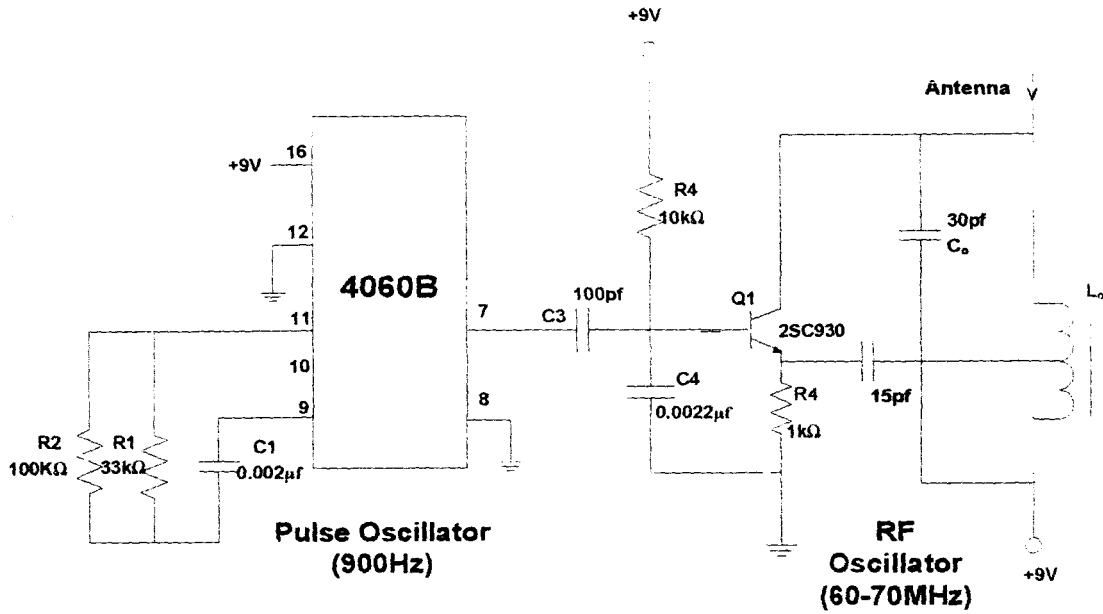 +9V
Antenna
16
+9V
R4
10kΩ
30pf
Cₒ
12
4060B
100pf
Q1
Lₒ
7
C3
2SC930
11
10
C4
0.0022µf
15pf
R4
1kΩ
9
8
R2
100KΩ
R1
33kΩ
C1
0.002µf
Pulse Oscillator
(900Hz)
RF
Oscillator
(60-70MHz)
+9V